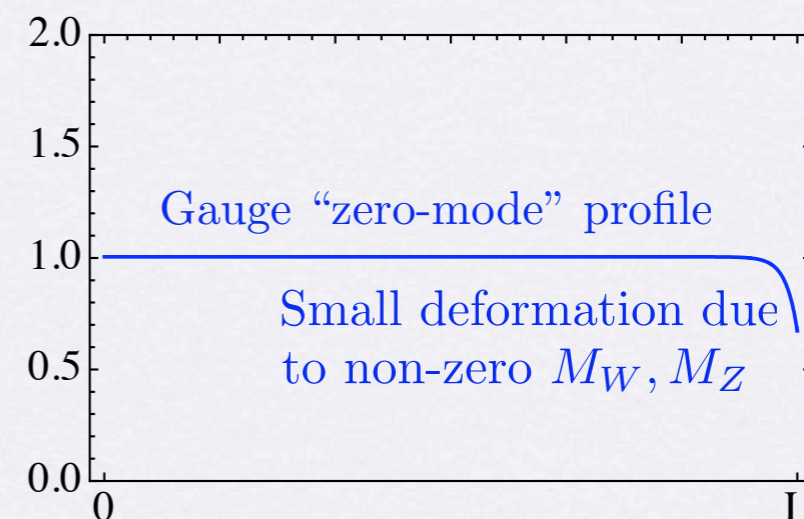 2.0
1.5
Gauge “zero-mode” profile
1.0
Small deformation due
to non-zero M_W, M_Z
0.5
0.0
0